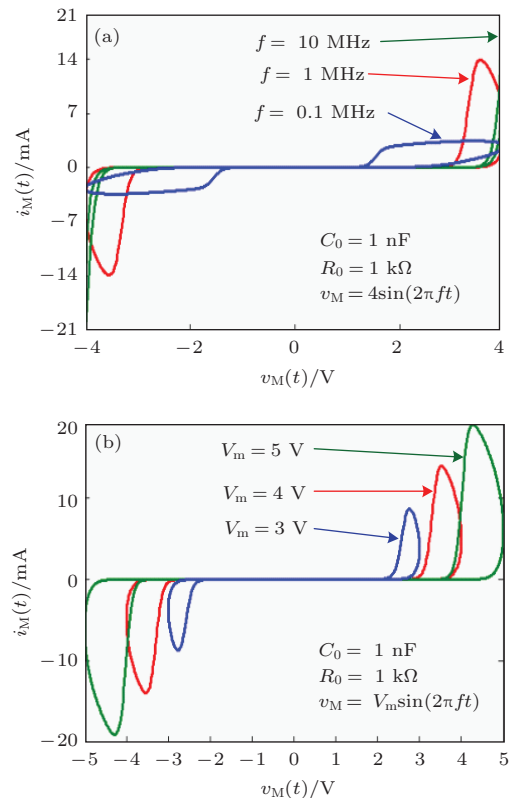 (a)
21
14
7
0
−7
−14
−21
i_M(t)/mA
f = 10 MHz
f = 1 MHz
f = 0.1 MHz
C_0 = 1 nF
R_0 = 1 kΩ
v_M = 4sin(2πft)
−4 −2 0 2 4
v_M(t)/V
(b)
20
10
0
−10
−20
i_M(t)/mA
V_m = 5 V
V_m = 4 V
V_m = 3 V
C_0 = 1 nF
R_0 = 1 kΩ
v_M = V_m sin(2πft)
−5 −4 −3 −2 −1 0 1 2 3 4 5
v_M(t)/V